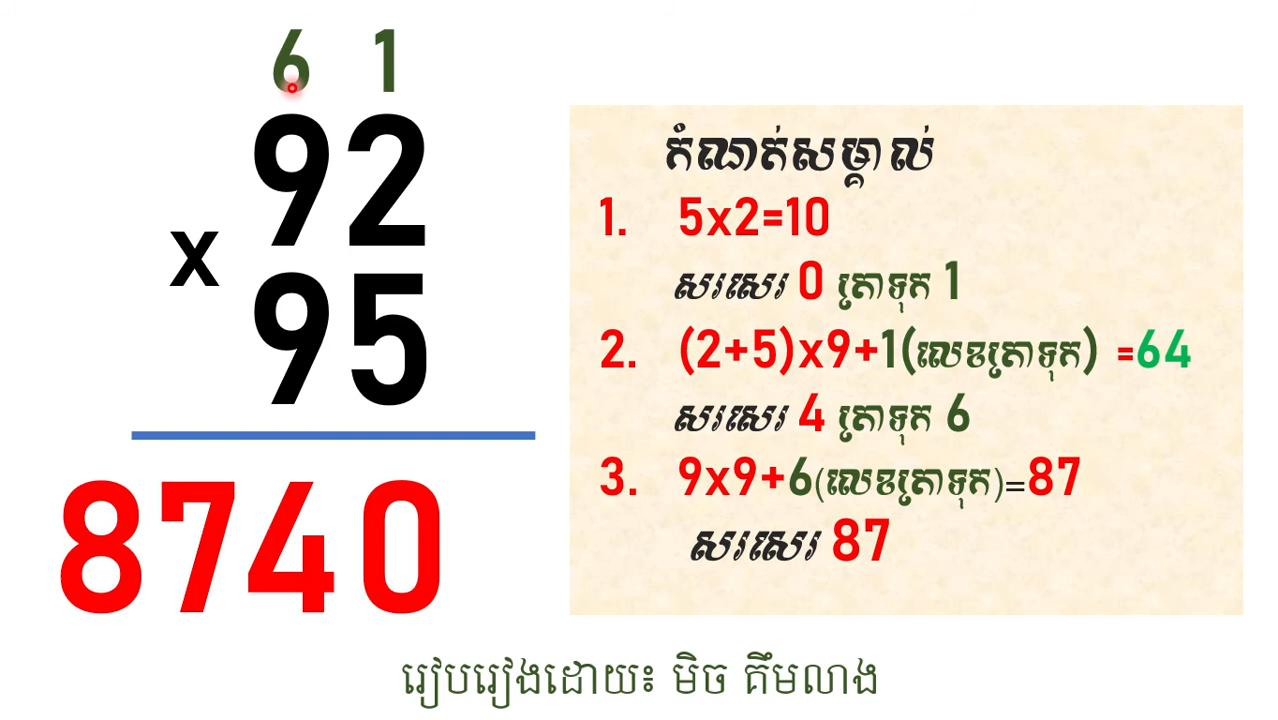 6 1
92
x
95
8740
កំណត់សម្គាល់
1. 5x2=10
សរសេរ 0 ត្រាទុក 1
2. (2+5)x9+1(លេខត្រាទុក) =64
សរសេរ 4 ត្រាទុក 6
3. 9x9+6(លេខត្រាទុក)=87
សរសេរ 87
រៀបរៀងដោយ៖ មិច គឹមលាង